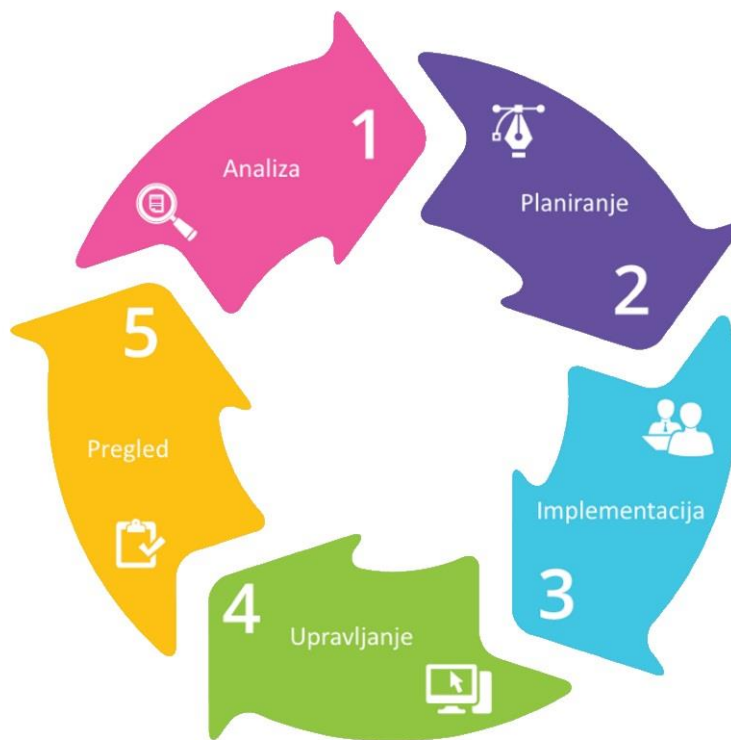 1
Analiza
2
Planiranje
3
Implementacija
4
Upravljanje
5
Pregled